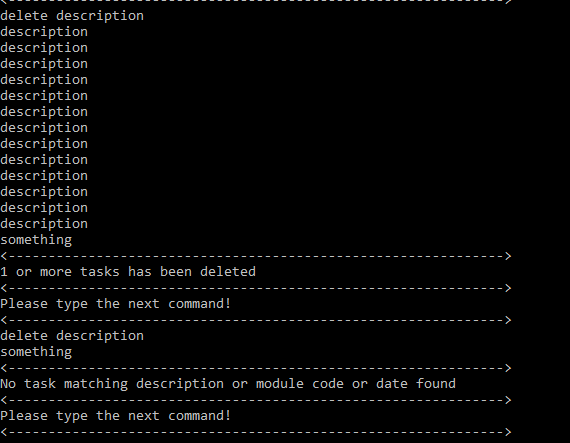 <-------------------------------------------------------------->
delete description
description
description
description
description
description
description
description
description
description
description
description
description
description
something
<-------------------------------------------------------------->
1 or more tasks has been deleted
<-------------------------------------------------------------->
Please type the next command!
<-------------------------------------------------------------->
delete description
something
<-------------------------------------------------------------->
No task matching description or module code or date found
<-------------------------------------------------------------->
Please type the next command!
<-------------------------------------------------------------->